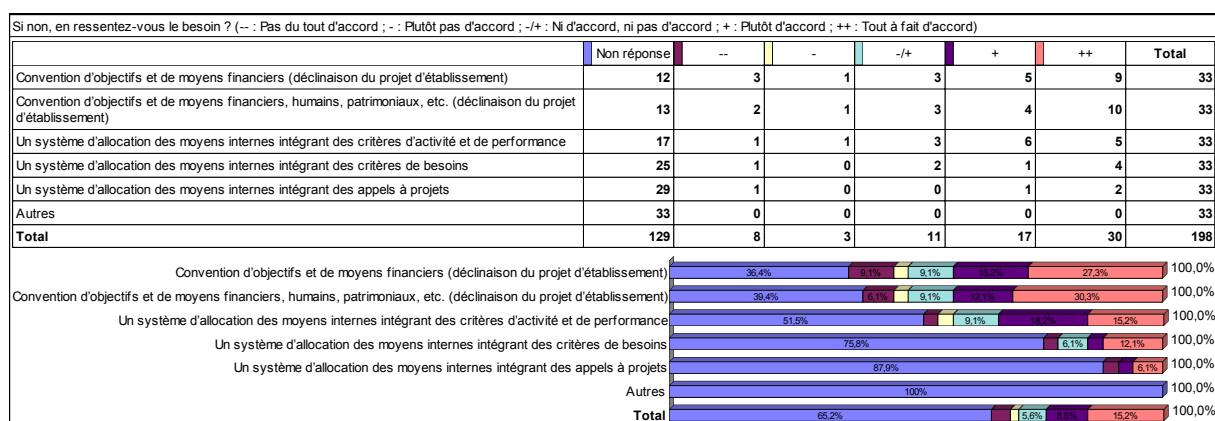 Si non, en ressentez-vous le besoin ? (-- : Pas du tout d'accord ; - : Plutôt pas d'accord ; -/+ : Ni d'accord, ni pas d'accord ; + : Plutôt d'accord ; ++ : Tout à fait d'accord)
Non réponse -- - -/+ + ++ Total
Convention d'objectifs et de moyens financiers (déclinaison du projet d'établissement) 12 3 1 3 5 9 33
Convention d'objectifs et de moyens financiers, humains, patrimoniaux, etc. (déclinaison du projet
d'établissement) 13 2 1 3 4 10 33
Un système d'allocation des moyens internes intégrant des critères d'activité et de performance 17 1 1 3 6 5 33
Un système d'allocation des moyens internes intégrant des critères de besoins 25 1 0 2 1 4 33
Un système d'allocation des moyens internes intégrant des appels à projets 29 1 0 0 1 2 33
Autres 33 0 0 0 0 0 33
Total 129 8 3 11 17 30 198
Convention d'objectifs et de moyens financiers (déclinaison du projet d'établissement) 36,4% 9,1% 9,1% 15,2% 27,3% 100,0%
Convention d'objectifs et de moyens financiers, humains, patrimoniaux, etc. (déclinaison du projet d'établissement) 39,4% 6,1% 9,1% 12,1% 30,3% 100,0%
Un système d'allocation des moyens internes intégrant des critères d'activité et de performance 51,5% 9,1% 18,2% 15,2% 100,0%
Un système d'allocation des moyens internes intégrant des critères de besoins 75,8% 6,1% 12,1% 100,0%
Un système d'allocation des moyens internes intégrant des appels à projets 87,9% 6,1% 100,0%
Autres 100% 100,0%
Total 65,2% 5,6% 8,6% 15,2% 100,0%